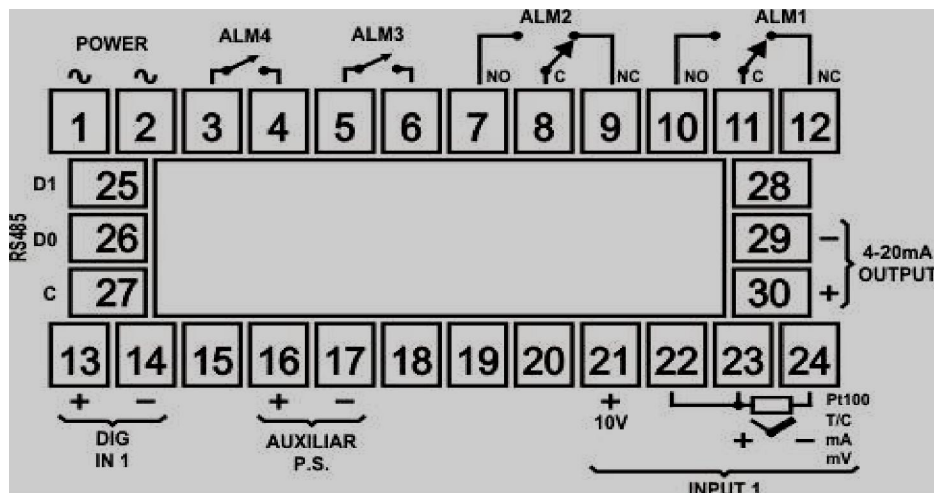 POWER ALM4 ALM3 ALM2 ALM1
NO C NC NO C NC
1 2 3 4 5 6 7 8 9 10 11 12
D1 25 28
RS485
D0 26 29 −
C 27 30 +
4-20mA
OUTPUT
13 14 15 16 17 18 19 20 21 22 23 24
+ − + − +
10V
Pt100
T/C
+ − mA
mV
DIG
IN 1
AUXILIAR
P.S.
INPUT 1